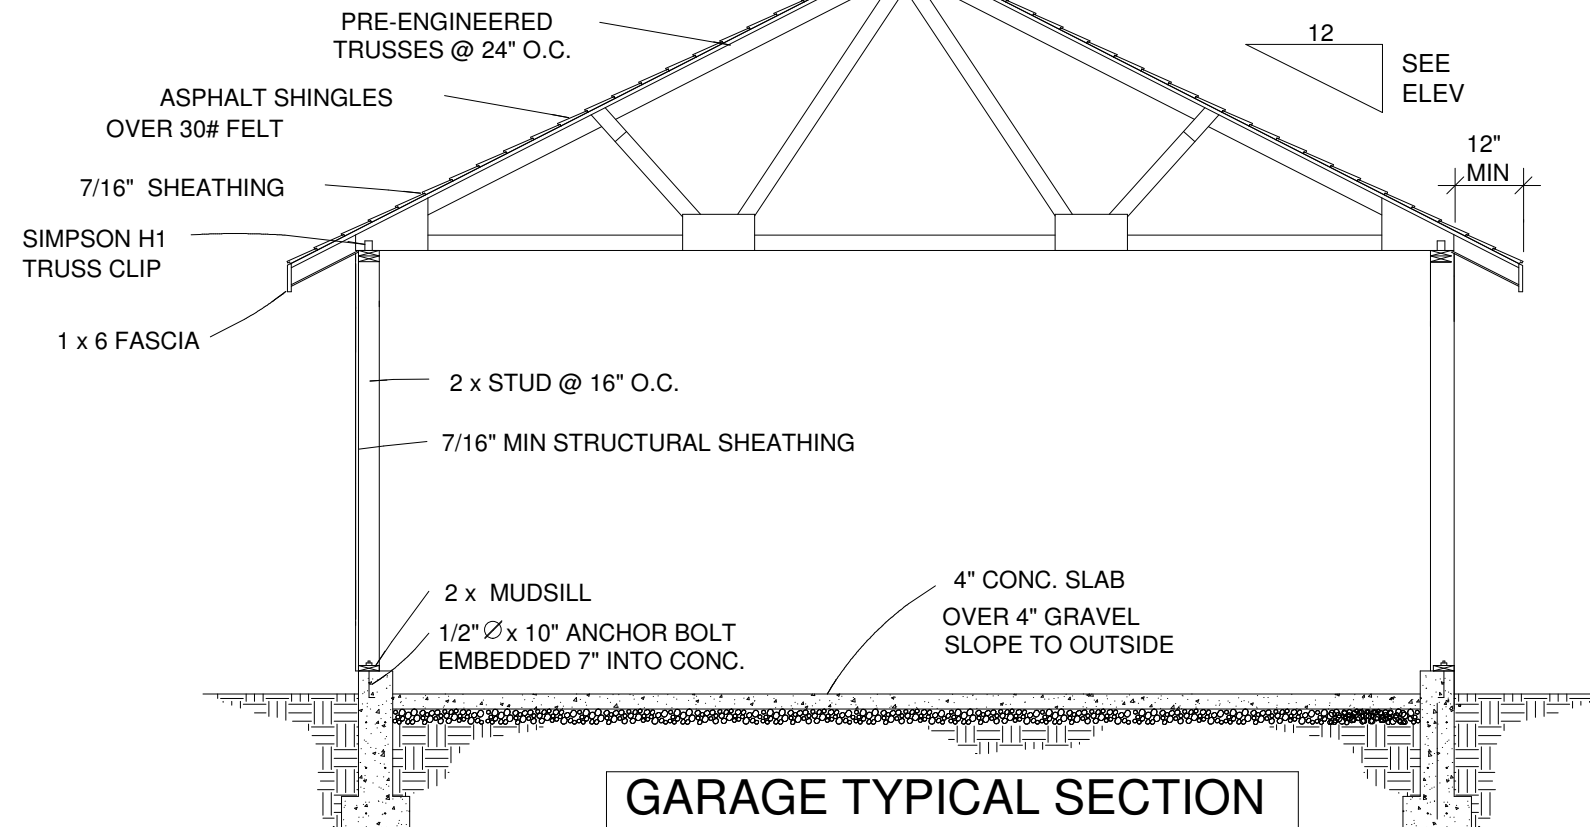 PRE-ENGINEERED
TRUSSES @ 24" O.C.
12
SEE
ELEV
ASPHALT SHINGLES
OVER 30# FELT
12"
MIN
7/16" SHEATHING
SIMPSON H1
TRUSS CLIP
1 x 6 FASCIA
2 x STUD @ 16" O.C.
7/16" MIN STRUCTURAL SHEATHING
2 x MUDSILL
1/2"∅ x 10" ANCHOR BOLT
EMBEDDED 7" INTO CONC.
4" CONC. SLAB
OVER 4" GRAVEL
SLOPE TO OUTSIDE
GARAGE TYPICAL SECTION